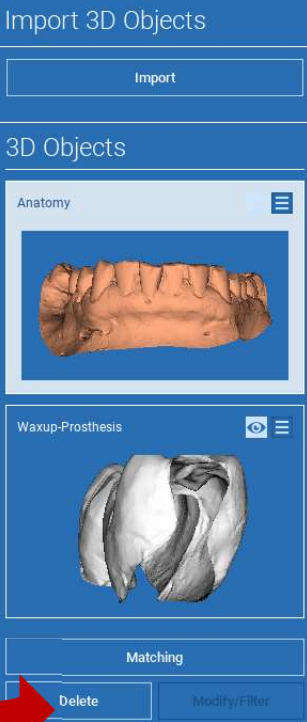 Import 3D Objects
Import
3D Objects
Anatomy
Waxup-Prosthesis
Matching
Delete Modify/Filter